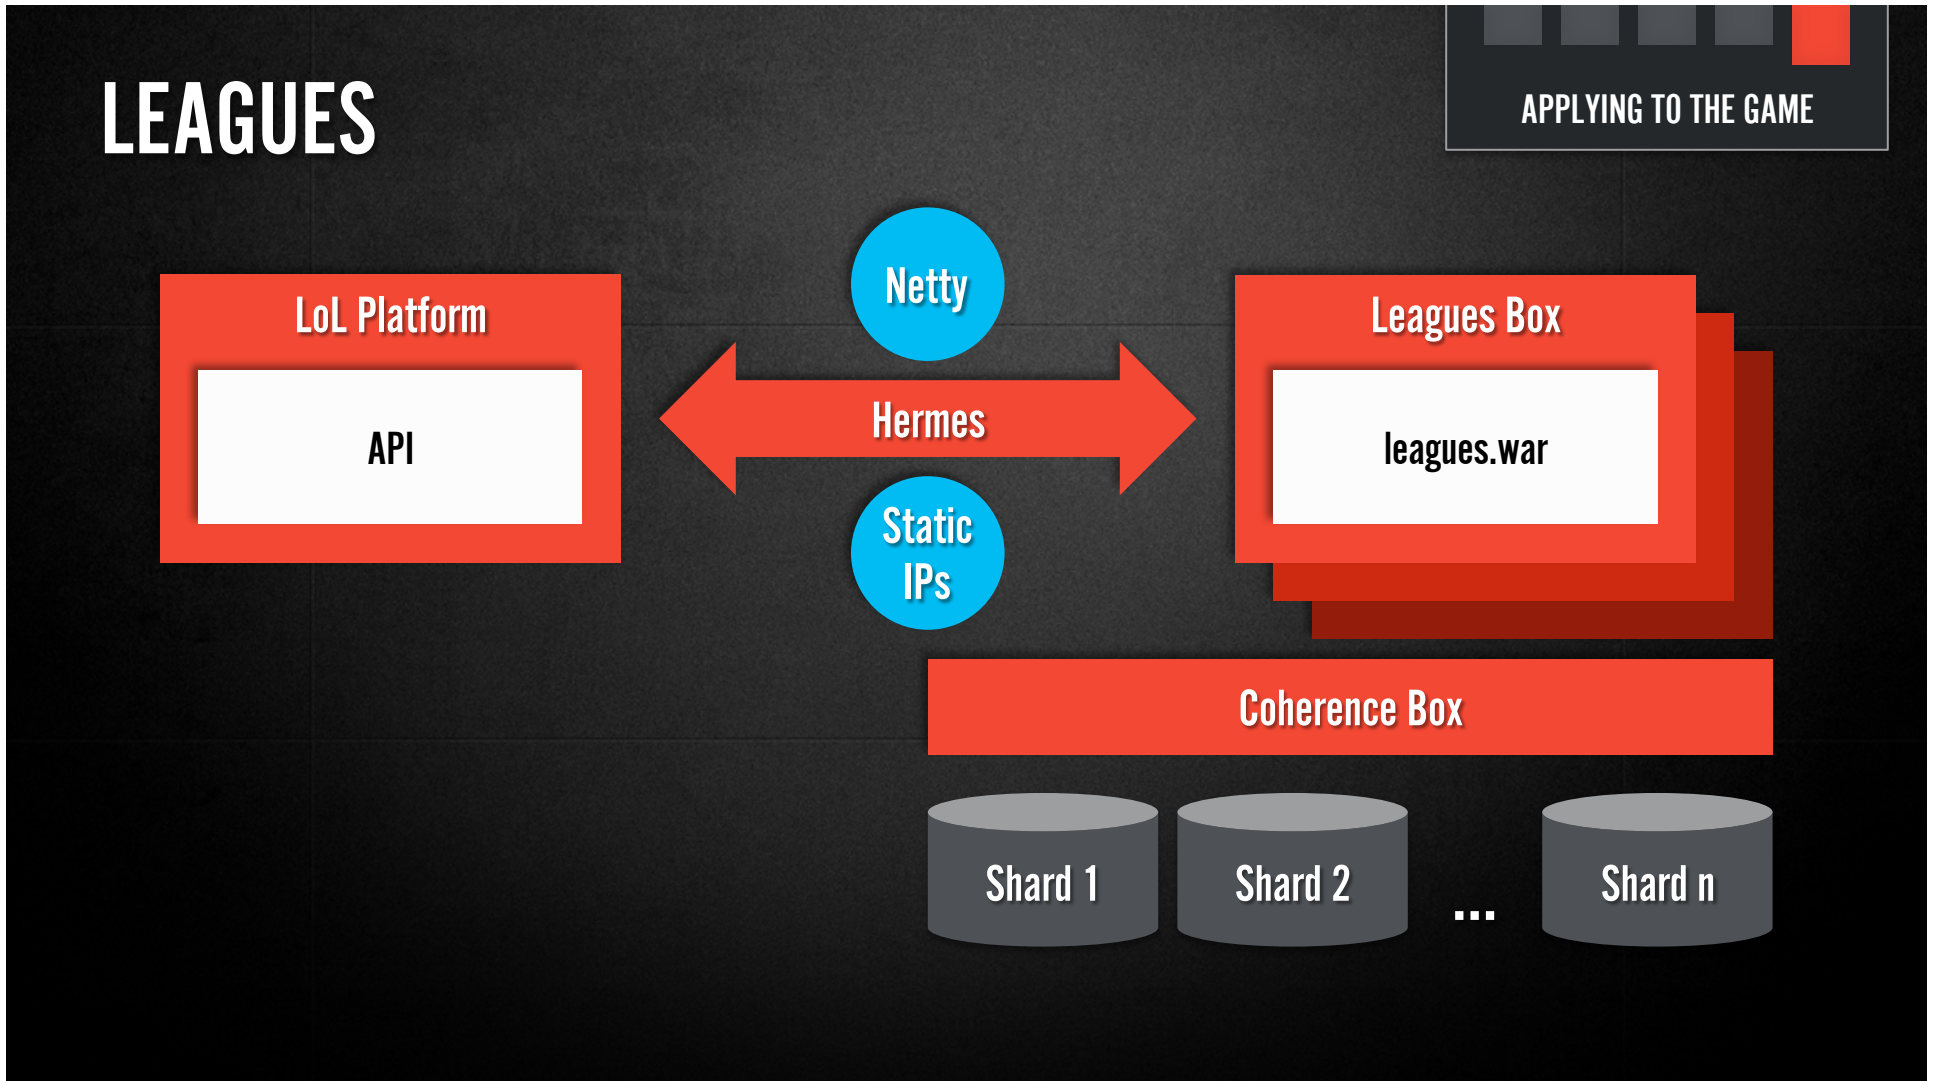 LEAGUES
APPLYING TO THE GAME
LoL Platform
API
Netty
Hermes
Static
IPs
Leagues Box
leagues.war
Coherence Box
Shard 1
Shard 2
...
Shard n